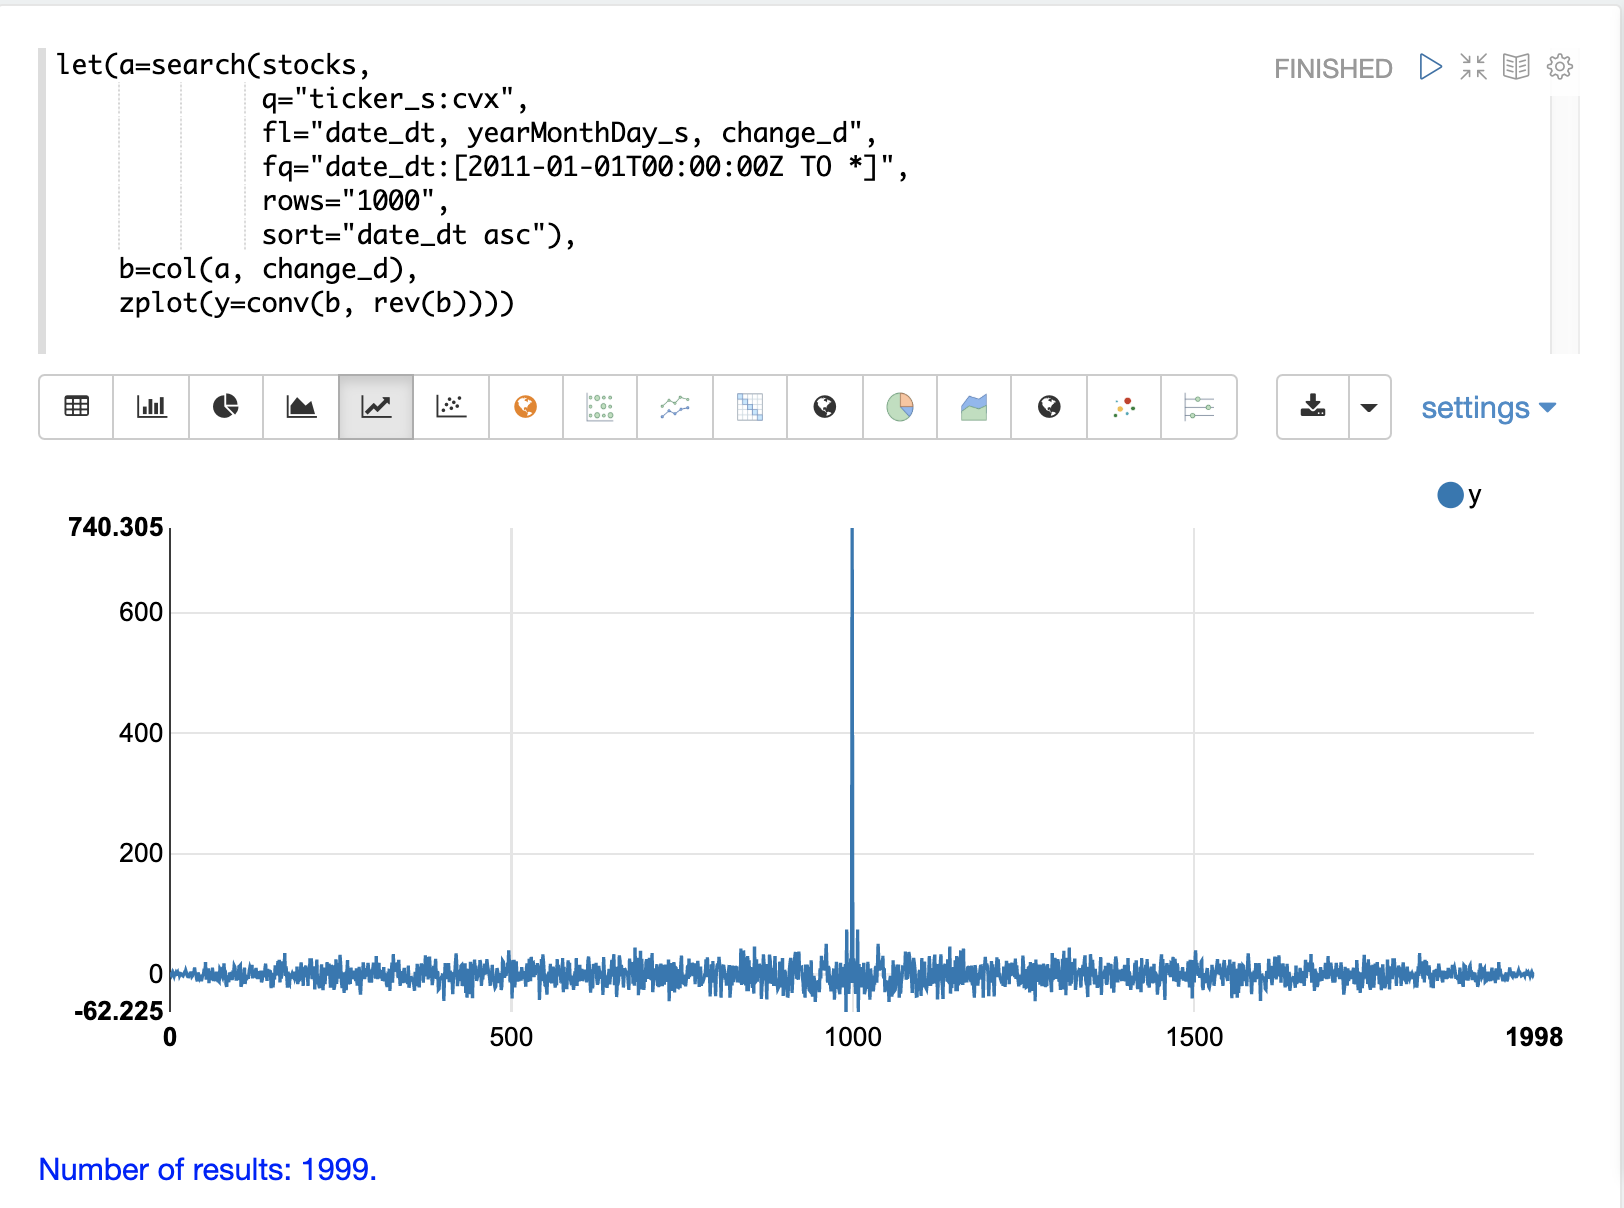 let(a=search(stocks,
q="ticker_s:cvx",
fl="date_dt, yearMonthDay_s, change_d",
fq="date_dt:[2011-01-01T00:00:00Z TO *]",
rows="1000",
sort="date_dt asc"),
b=col(a, change_d),
zplot(y=conv(b, rev(b))))
FINISHED
settings
y
740.305
600
400
200
0
-62.225
0 500 1000 1500 1998
Number of results: 1999.